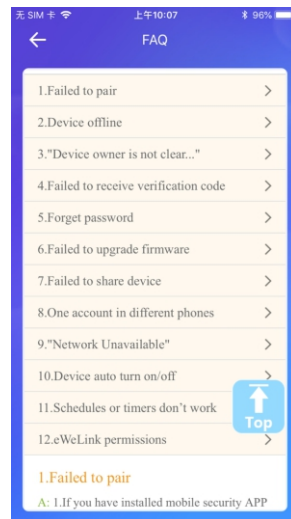 无 SIM 卡 上午10:07 96%
FAQ
1.Failed to pair
2.Device offline
3."Device owner is not clear..."
4.Failed to receive verification code
5.Forget password
6.Failed to upgrade firmware
7.Failed to share device
8.One account in different phones
9."Network Unavailable"
10.Device auto turn on/off
11.Schedules or timers don’t work
Top
12.eWeLink permissions
1.Failed to pair
A: 1.If you have installed mobile security APP